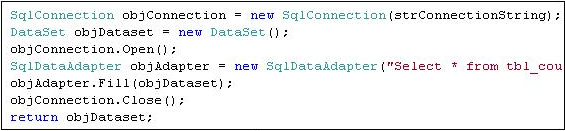 SqlConnection objConnection = new SqlConnection(strConnectionString);
DataSet objDataset = new DataSet();
objConnection.Open();
SqlDataAdapter objAdapter = new SqlDataAdapter("Select * from tbl_cou
objAdapter.Fill(objDataset);
objConnection.Close();
return objDataset;